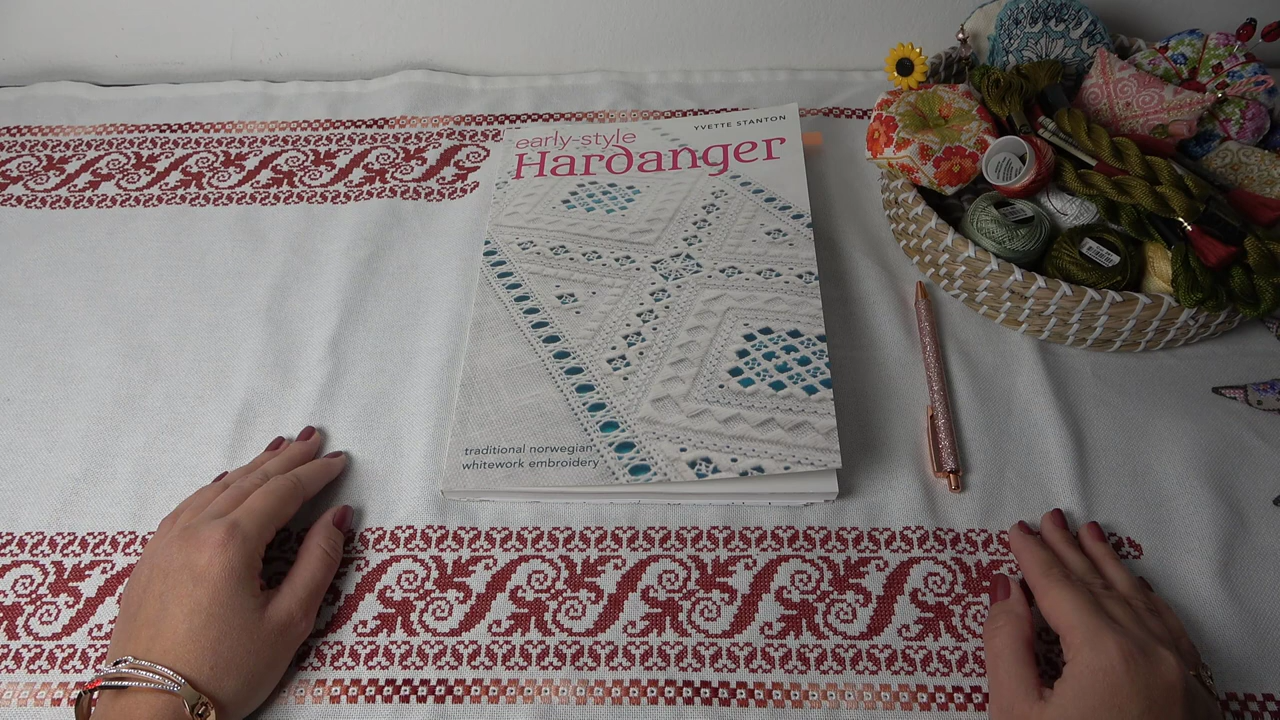 YVETTE STANTON
early-style
Hardanger
traditional norwegian
whitework embroidery